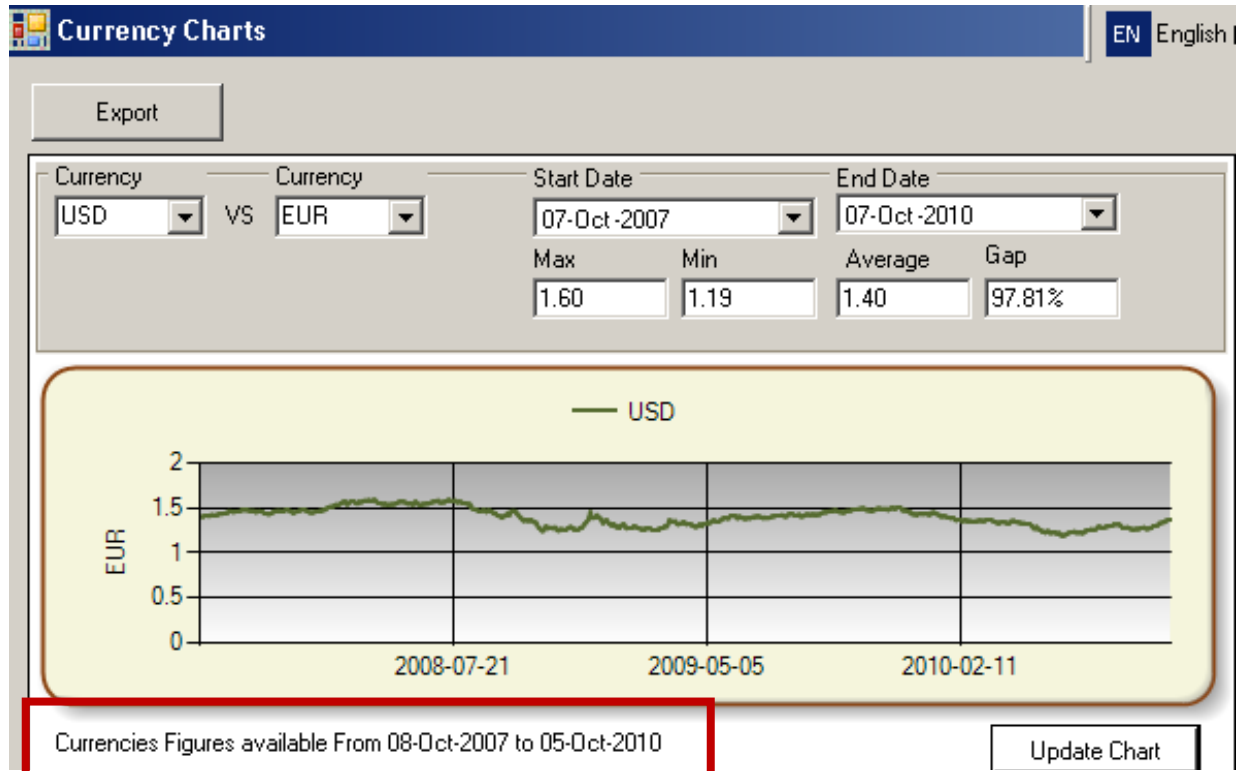 Currency Charts
EN English
Export
Currency Currency Start Date End Date
USD VS EUR 07-Oct-2007 07-Oct-2010
Max Min Average Gap
1.60 1.19 1.40 97.81%
USD
2
1.5
1
0.5
0
EUR
2008-07-21 2009-05-05 2010-02-11
Currencies Figures available From 08-Oct-2007 to 05-Oct-2010
Update Chart